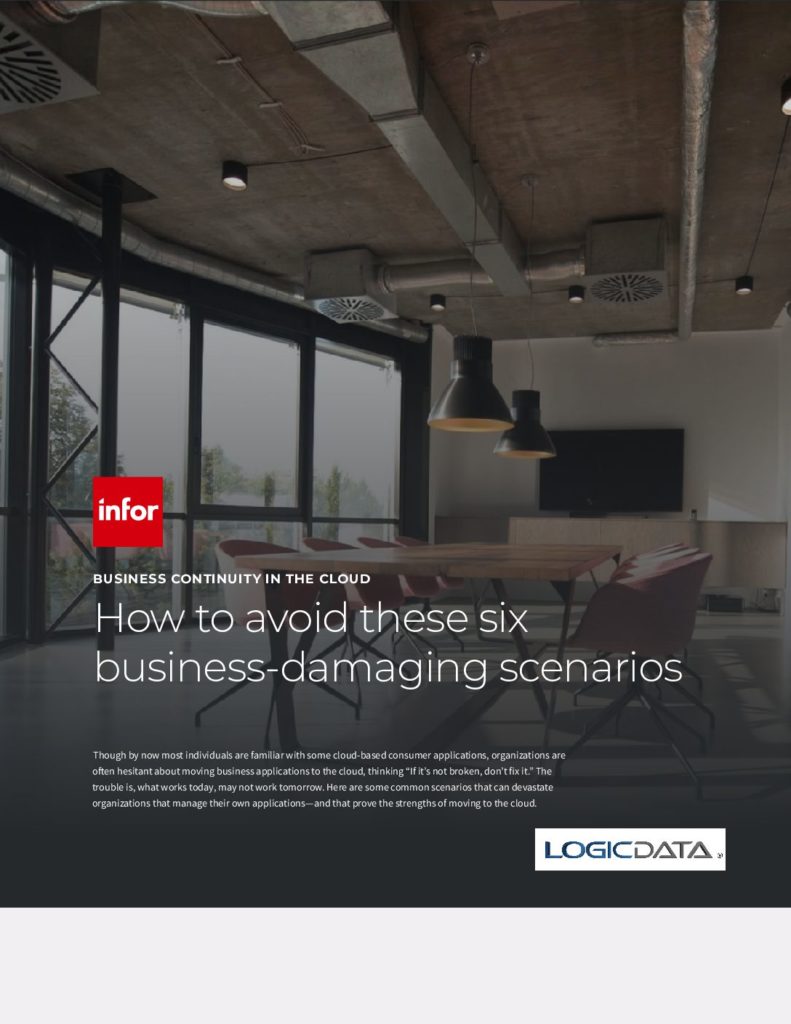 infor
BUSINESS CONTINUITY IN THE CLOUD
How to avoid these six
business-damaging scenarios
Though by now most individuals are familiar with some cloud-based consumer applications, organizations are
often hesitant about moving business applications to the cloud, thinking “If it’s not broken, don’t fix it.” The
trouble is, what works today, may not work tomorrow. Here are some common scenarios that can devastate
organizations that manage their own applications—and that prove the strengths of moving to the cloud.
LOGICDATA ®